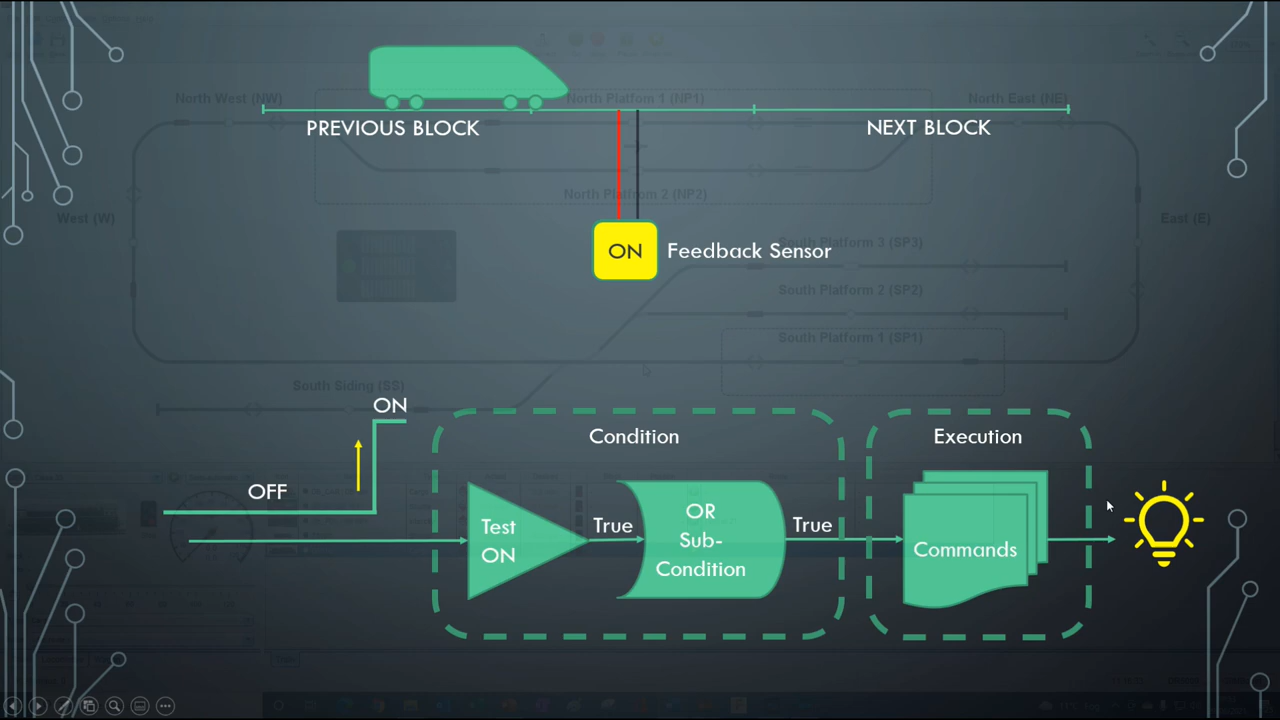 North West (NW)
North Platfom 1 (NP1)
North East (NE)
PREVIOUS BLOCK
NEXT BLOCK
North Platfrom 2 (NP2)
West (W)
East (E)
ON
Feedback Sensor
South Platform 3 (SP3)
South Platform 2 (SP2)
South Platform 1 (SP1)
South Siding (SS)
ON
OFF
Condition
Execution
Test
ON
True
OR
Sub-
Condition
True
Commands